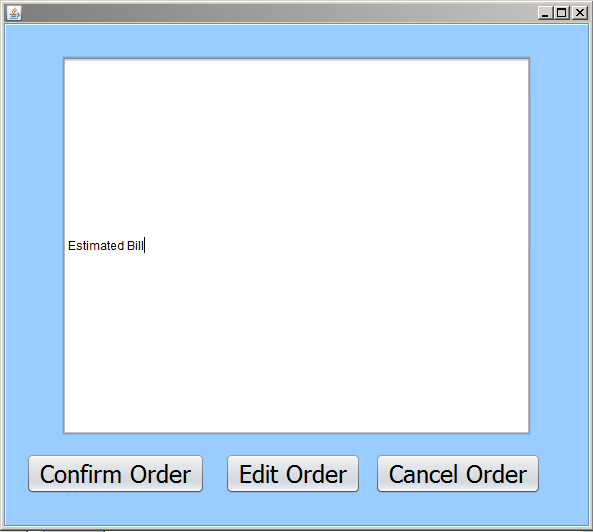 Estimated Bill
Confirm Order
Edit Order
Cancel Order